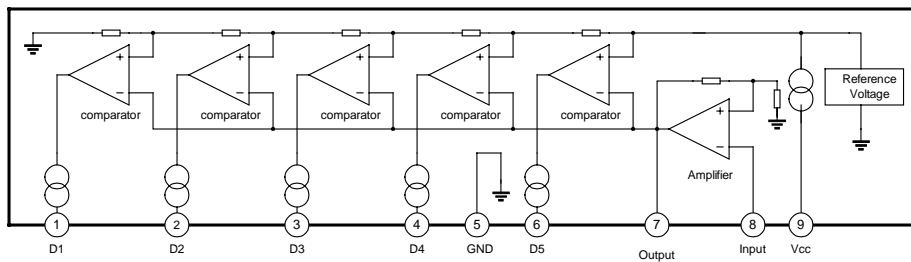 +
−
comparator
+
−
comparator
+
−
comparator
+
−
comparator
+
−
comparator
Reference
Voltage
+
−
Amplifier
1
2
3
4
5
6
7
8
9
D1
D2
D3
D4
GND
D5
Output
Input
Vcc